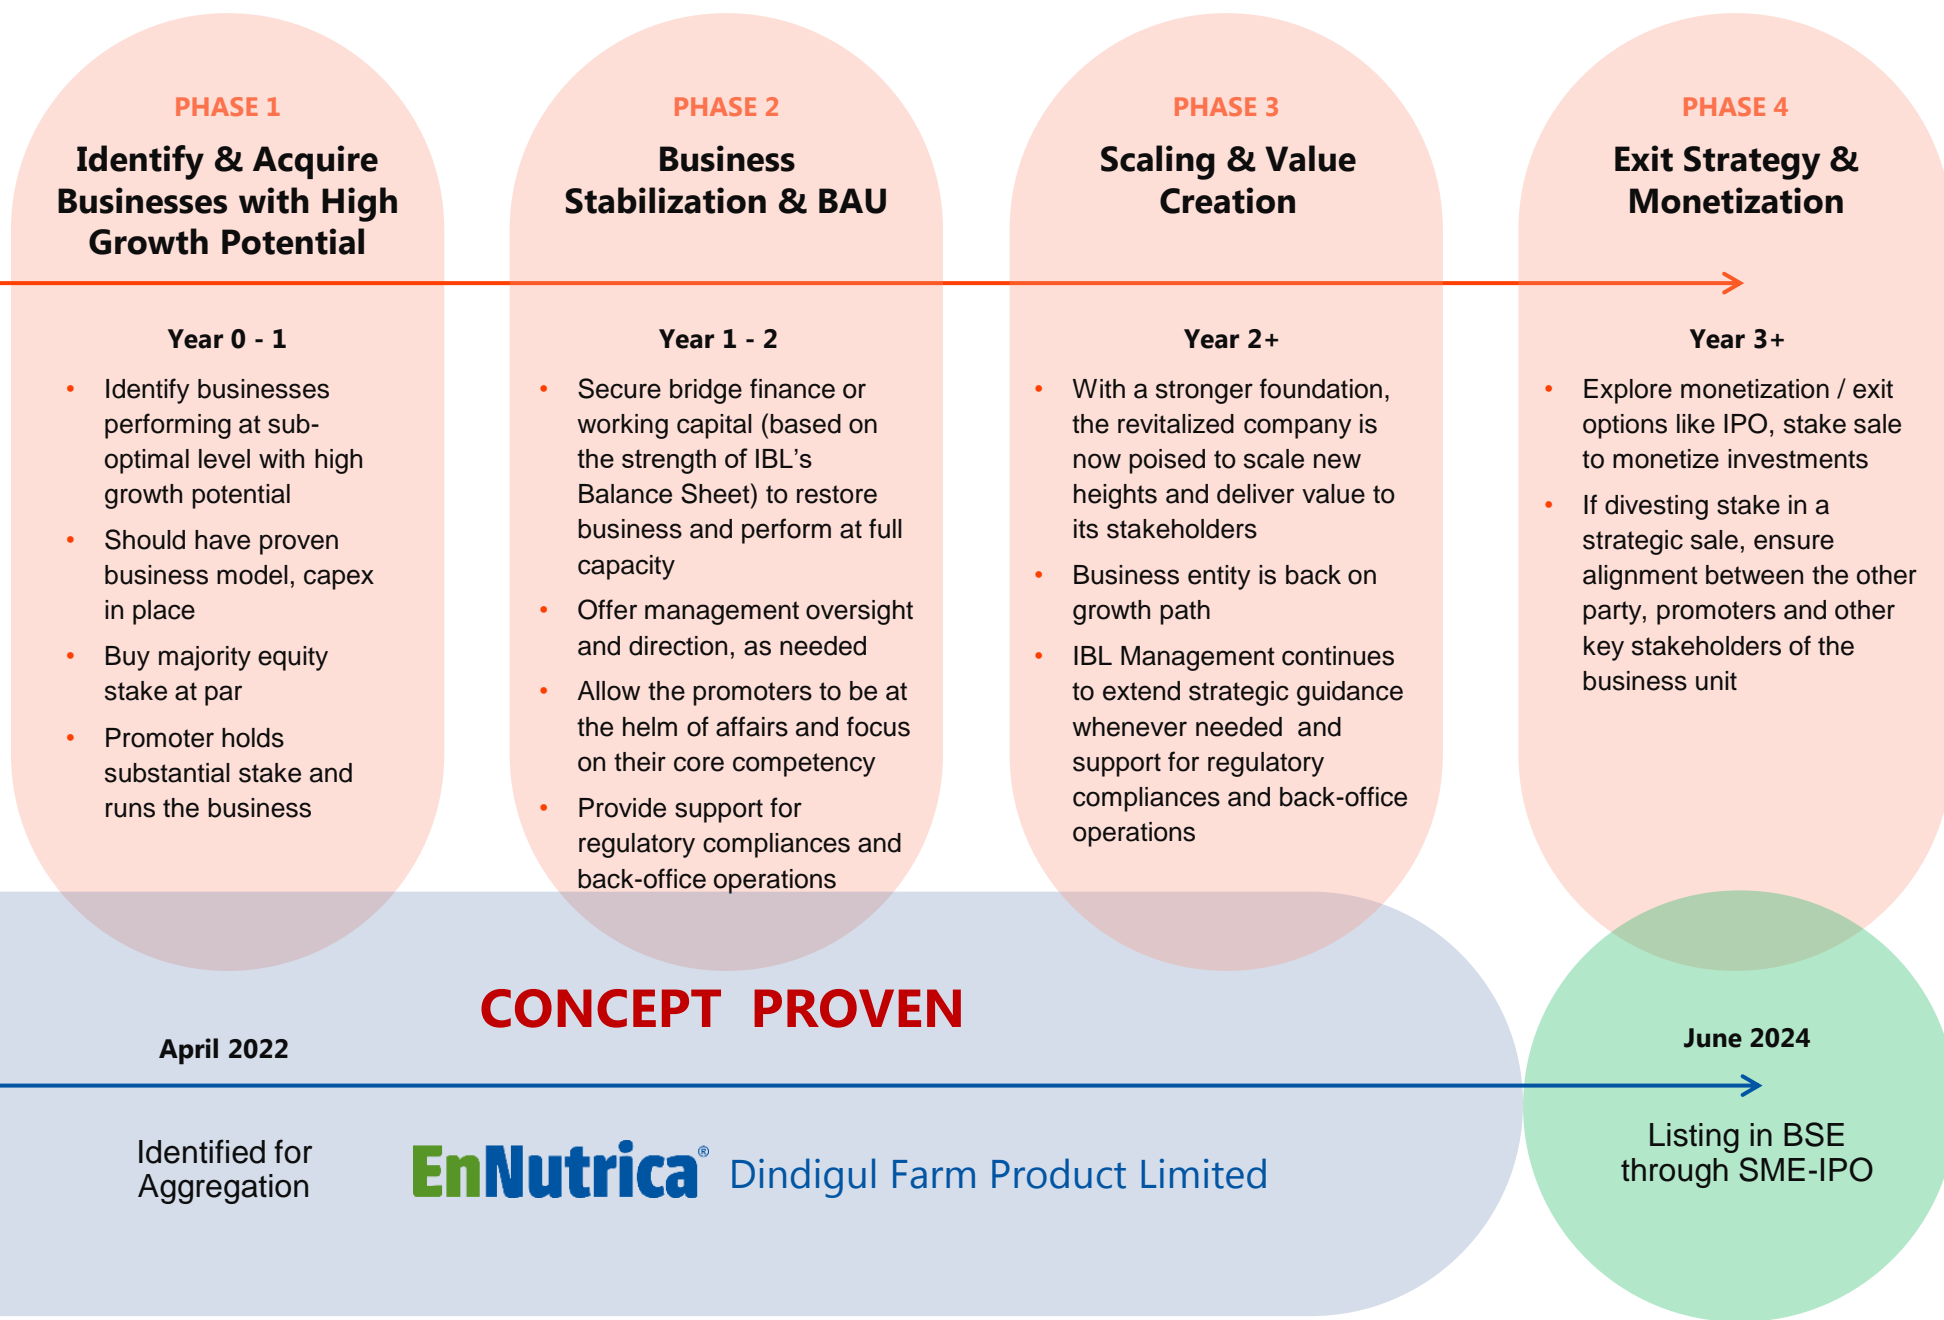 PHASE 1
Identify & Acquire
Businesses with High
Growth Potential
Year 0 - 1
• Identify businesses
performing at sub-
optimal level with high
growth potential
• Should have proven
business model, capex
in place
• Buy majority equity
stake at par
• Promoter holds
substantial stake and
runs the business
PHASE 2
Business
Stabilization & BAU
Year 1 - 2
• Secure bridge finance or
working capital (based on
the strength of IBL’s
Balance Sheet) to restore
business and perform at full
capacity
• Offer management oversight
and direction, as needed
• Allow the promoters to be at
the helm of affairs and focus
on their core competency
• Provide support for
regulatory compliances and
back-office operations
PHASE 3
Scaling & Value
Creation
Year 2+
• With a stronger foundation,
the revitalized company is
now poised to scale new
heights and deliver value to
its stakeholders
• Business entity is back on
growth path
• IBL Management continues
to extend strategic guidance
whenever needed and
support for regulatory
compliances and back-office
operations
PHASE 4
Exit Strategy &
Monetization
Year 3+
• Explore monetization / exit
options like IPO, stake sale
to monetize investments
• If divesting stake in a
strategic sale, ensure
alignment between the other
party, promoters and other
key stakeholders of the
business unit
CONCEPT PROVEN
April 2022
Identified for
Aggregation
EnNutrica® Dindigul Farm Product Limited
June 2024
Listing in BSE
through SME-IPO